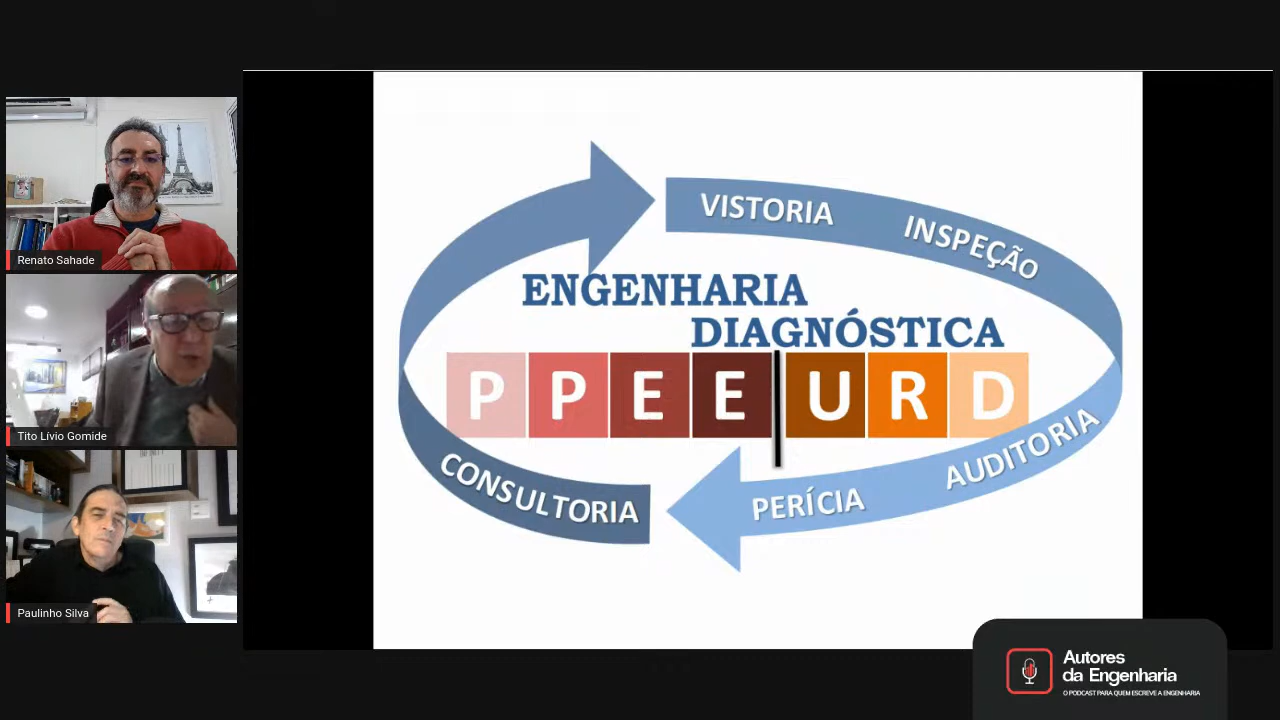 Renato Sahade
Tito Lívio Gomide
Paulinho Silva
VISTORIA
INSPEÇÃO
ENGENHARIA
DIAGNÓSTICA
P P E E U R D
AUDITORIA
PERÍCIA
CONSULTORIA
Autores
da Engenharia
O PODCAST PARA QUEM ESCREVE A ENGENHARIA